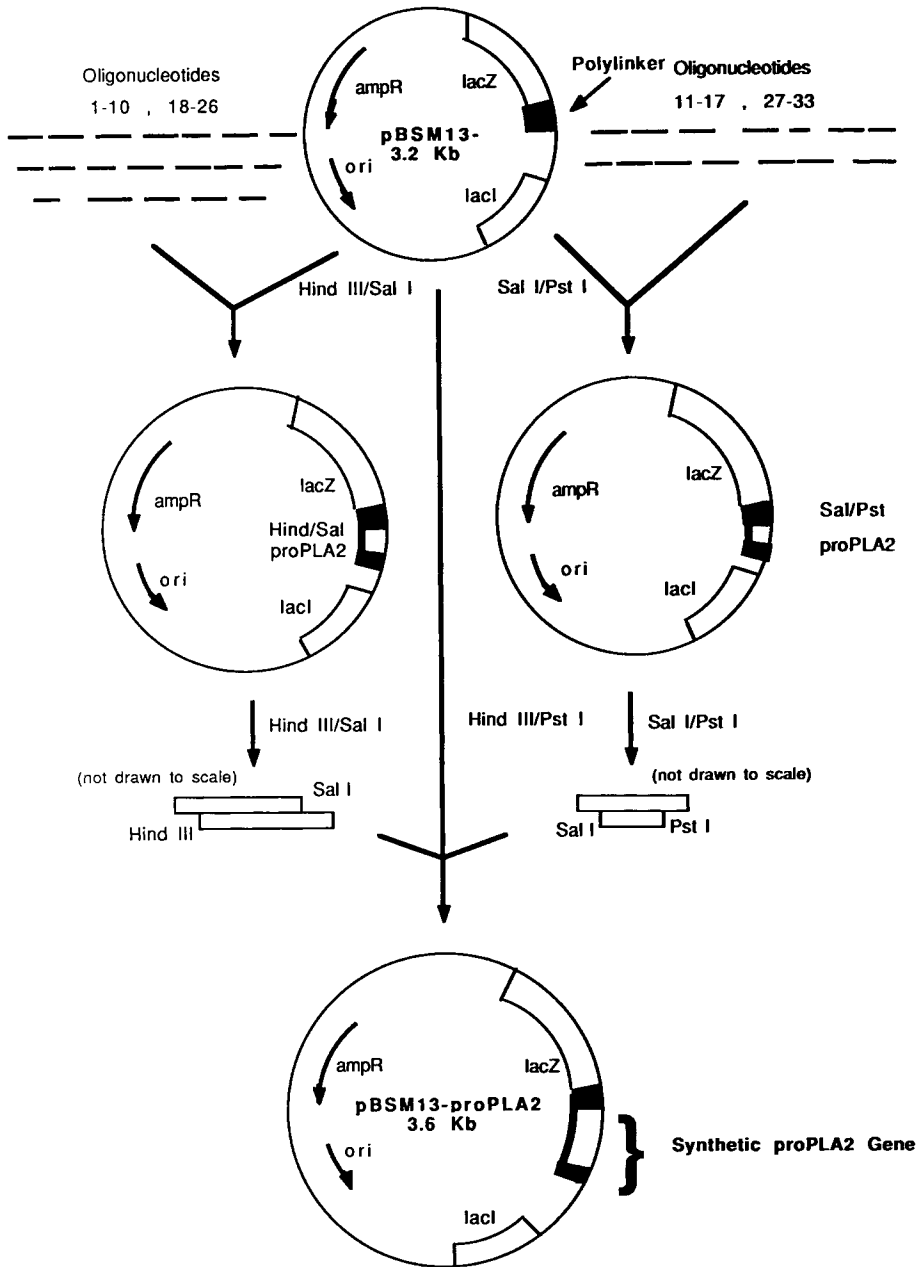 Oligonucleotides
1-10 , 18-26
ampR
ori
lacZ
pBSM13-
3.2 Kb
lacI
Polylinker
Oligonucleotides
11-17 , 27-33
Hind III/Sal I
Sal I/Pst I
ampR
ori
lacZ
Hind/Sal
proPLA2
lacI
ampR
ori
lacZ
lacI
Sal/Pst
proPLA2
Hind III/Sal I
Hind III/Pst I
Sal I/Pst I
(not drawn to scale)
Sal I
Hind III
(not drawn to scale)
Sal I
Pst I
ampR
ori
lacZ
pBSM13-proPLA2
3.6 Kb
lacI
Synthetic proPLA2 Gene